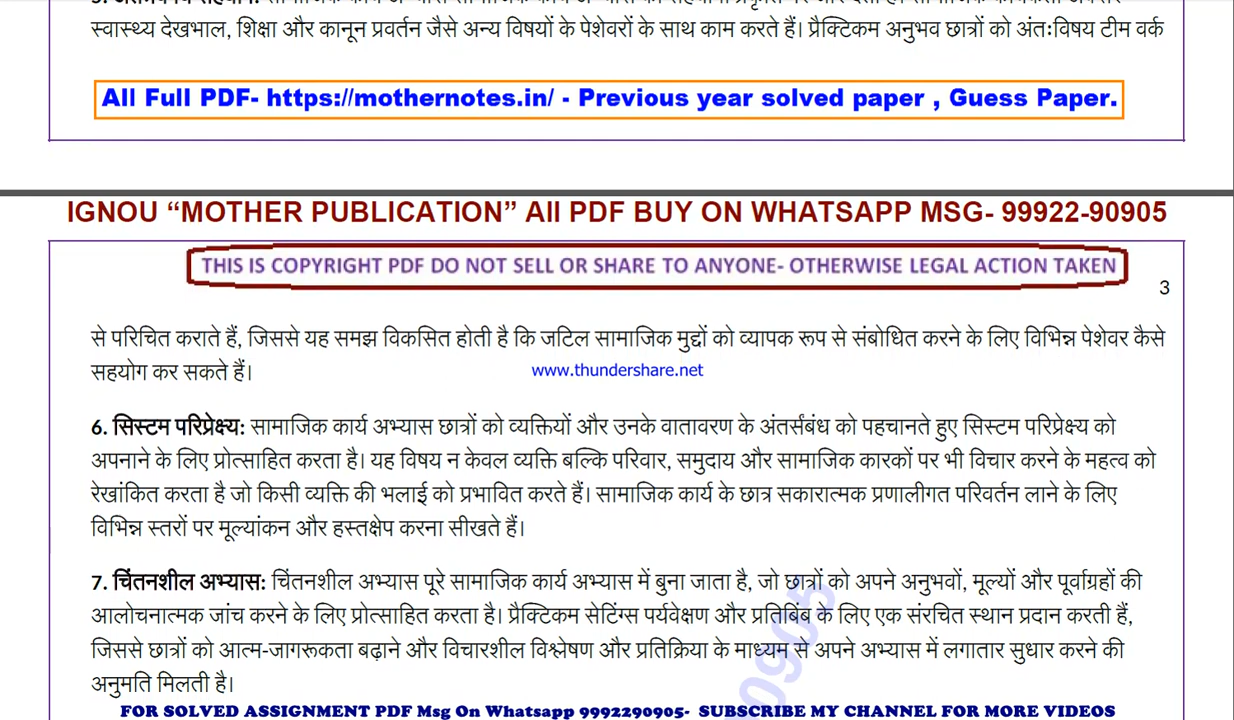 स्वास्थ्य देखभाल, शिक्षा और कानून प्रवर्तन जैसे अन्य विषयों के पेशेवरों के साथ काम करते हैं। प्रैक्टिकम अनुभव छात्रों को अंतःविषय टीम वर्क
All Full PDF- https://mothernotes.in/ - Previous year solved paper , Guess Paper.
IGNOU “MOTHER PUBLICATION” All PDF BUY ON WHATSAPP MSG- 99922-90905
THIS IS COPYRIGHT PDF DO NOT SELL OR SHARE TO ANYONE- OTHERWISE LEGAL ACTION TAKEN
3
से परिचित कराते हैं, जिससे यह समझ विकसित होती है कि जटिल सामाजिक मुद्दों को व्यापक रूप से संबोधित करने के लिए विभिन्न पेशेवर कैसे
सहयोग कर सकते हैं।
www.thundershare.net
6. सिस्टम परिप्रेक्ष्य: सामाजिक कार्य अभ्यास छात्रों को व्यक्तियों और उनके वातावरण के अंतर्संबंध को पहचानते हुए सिस्टम परिप्रेक्ष्य को
अपनाने के लिए प्रोत्साहित करता है। यह विषय न केवल व्यक्ति बल्कि परिवार, समुदाय और सामाजिक कारकों पर भी विचार करने के महत्व को
रेखांकित करता है जो किसी व्यक्ति की भलाई को प्रभावित करते हैं। सामाजिक कार्य के छात्र सकारात्मक प्रणालीगत परिवर्तन लाने के लिए
विभिन्न स्तरों पर मूल्यांकन और हस्तक्षेप करना सीखते हैं।
7. चिंतनशील अभ्यास: चिंतनशील अभ्यास पूरे सामाजिक कार्य अभ्यास में बुना जाता है, जो छात्रों को अपने अनुभवों, मूल्यों और पूर्वाग्रहों की
आलोचनात्मक जांच करने के लिए प्रोत्साहित करता है। प्रैक्टिकम सेटिंग्स पर्यवेक्षण और प्रतिबिंब के लिए एक संरचित स्थान प्रदान करती हैं,
जिससे छात्रों को आत्म-जागरूकता बढ़ाने और विचारशील विश्लेषण और प्रतिक्रिया के माध्यम से अपने अभ्यास में लगातार सुधार करने की
अनुमति मिलती है।
90905
FOR SOLVED ASSIGNMENT PDF Msg On Whatsapp 9992290905- SUBSCRIBE MY CHANNEL FOR MORE VIDEOS